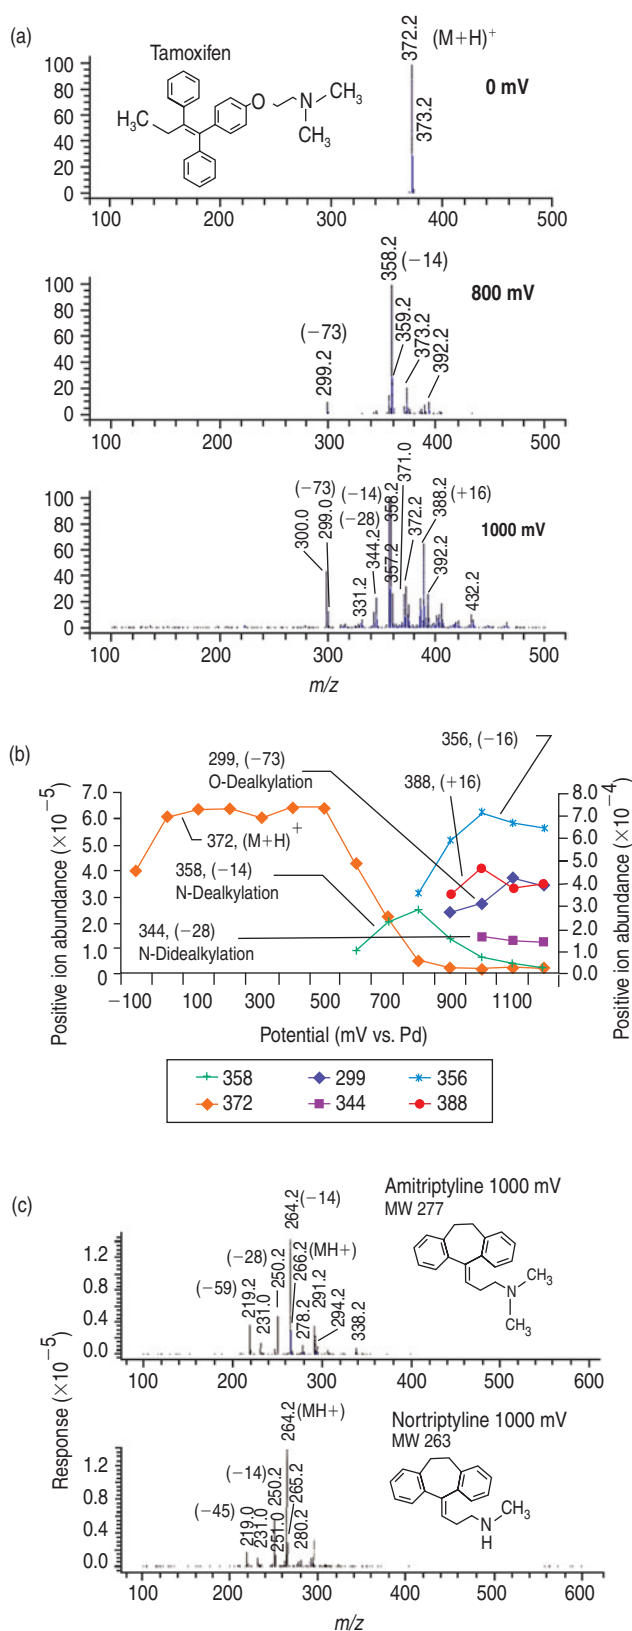 (a)
Tamoxifen
H₃C
O
N
CH₃
CH₃
372.2
(M+H)⁺
373.2
0 mV
100
80
60
40
20
0
100 200 300 400 500
358.2 (−14)
359.2
373.2
392.2
(−73)
299.2
800 mV
100
80
60
40
20
0
100 200 300 400 500
(−73)
300.0
299.0
331.2
(−14)
(−28)
344.2
357.2
358.2
371.0
372.2
388.2
(+16)
392.2
432.2
1000 mV
100
80
60
40
20
0
100 200 300 400 500
m/z
(b)
356, (−16)
299, (−73)
O-Dealkylation
388, (+16)
372, (M+H)⁺
358, (−14)
N-Dealkylation
344, (−28)
N-Didealkylation
Positive ion abundance (×10⁻⁵)
7.0
6.0
5.0
4.0
3.0
2.0
1.0
0
Positive ion abundance (×10⁻⁴)
8.0
7.0
6.0
5.0
4.0
3.0
2.0
1.0
0.0
−100 100 300 500 700 900 1100
Potential (mV vs. Pd)
358 299 356
372 344 388
(c)
Amitriptyline 1000 mV
MW 277
N
CH₃
CH₃
264.2
(−14)
(−28)
250.2
266.2
(MH+)
(−59)
219.2
231.0
278.2
291.2
294.2
338.2
1.2
0.8
0.4
0.0
100 200 300 400 500 600
Response (×10⁻⁵)
Nortriptyline 1000 mV
MW 263
CH₃
N
H
264.2
(MH+)
(−14)
250.2
265.2
(−45)
219.0
231.0
251.0
280.2
1.2
0.8
0.4
0.0
100 200 300 400 500 600
m/z